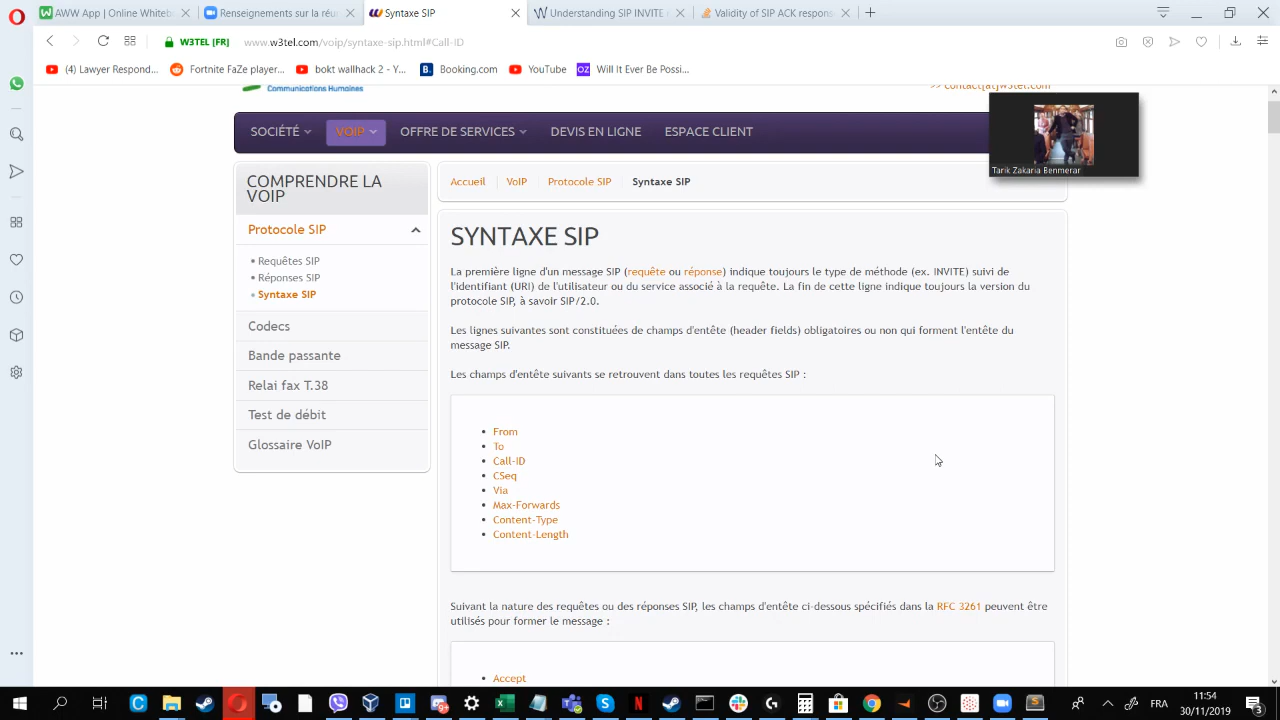 AWW App - Online Whiteb
Renseignements sur la réu
Syntaxe SIP
Understanding SIP INVITE
Validity of SIP ACK respons
W3TEL [FR]
www.w3tel.com/voip/syntaxe-sip.html#Call-ID
(4) Lawyer Respond...
Fortnite FaZe player...
bokt wallhack 2 - Y...
Booking.com
YouTube
Will It Ever Be Possi...
Communications Humaines
>> contact[at]w3tel.com
SOCIÉTÉ
VOIP
OFFRE DE SERVICES
DEVIS EN LIGNE
ESPACE CLIENT
Tarik Zakaria Benmerar
COMPRENDRE LA
VOIP
Protocole SIP
Requêtes SIP
Réponses SIP
Syntaxe SIP
Codecs
Bande passante
Relai fax T.38
Test de débit
Glossaire VoIP
Accueil
VoIP
Protocole SIP
Syntaxe SIP
SYNTAXE SIP
La première ligne d'un message SIP (requête ou réponse) indique toujours le type de méthode (ex. INVITE) suivi de
l'identifiant (URI) de l'utilisateur ou du service associé à la requête. La fin de cette ligne indique toujours la version du
protocole SIP, à savoir SIP/2.0.
Les lignes suivantes sont constituées de champs d'entête (header fields) obligatoires ou non qui forment l'entête du
message SIP.
Les champs d'entête suivants se retrouvent dans toutes les requêtes SIP :
From
To
Call-ID
CSeq
Via
Max-Forwards
Content-Type
Content-Length
Suivant la nature des requêtes ou des réponses SIP, les champs d'entête ci-dessous spécifiés dans la RFC 3261 peuvent être
utilisés pour former le message :
Accept
FRA
11:54
30/11/2019
3